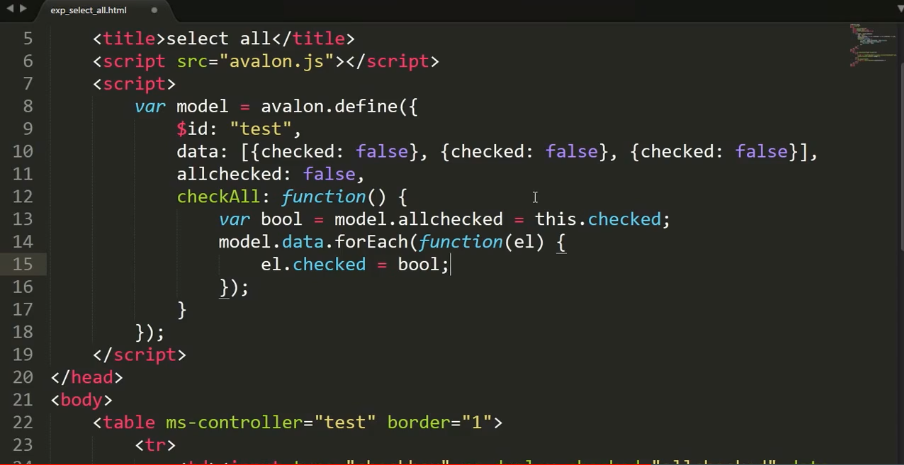 exp_select_all.html
5 <title>select all</title>
6 <script src="avalon.js"></script>
7 <script>
8 var model = avalon.define({
9 $id: "test",
10 data: [{checked: false}, {checked: false}, {checked: false}],
11 allchecked: false,
12 checkAll: function() {
13 var bool = model.allchecked = this.checked;
14 model.data.forEach(function(el) {
15 el.checked = bool;
16 });
17 }
18 });
19 </script>
20 </head>
21 <body>
22 <table ms-controller="test" border="1">
23 <tr>